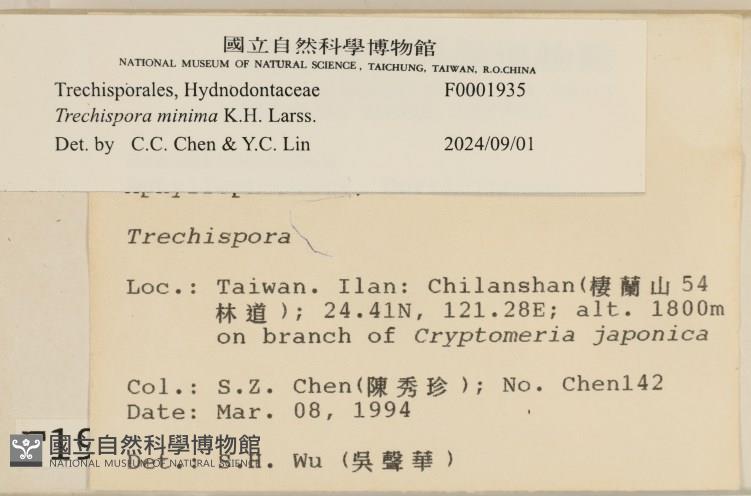 國立自然科學博物館
NATIONAL MUSEUM OF NATURAL SCIENCE, TAICHUNG, TAIWAN, R.O.CHINA
Trechisporales, Hydnodontaceae F0001935
Trechispora minima K.H. Larss.
Det. by C.C. Chen & Y.C. Lin 2024/09/01
Trechispora
Loc.: Taiwan. Ilan: Chilanshan(棲蘭山54
林道); 24.41N, 121.28E; alt. 1800m
on branch of Cryptomeria japonica
Col.: S.Z. Chen(陳秀珍); No. Chen142
Date: Mar. 08, 1994
國立自然科學博物館
NATIONAL MUSEUM OF NATURAL SCIENCE
S.H. Wu (吳聲華)